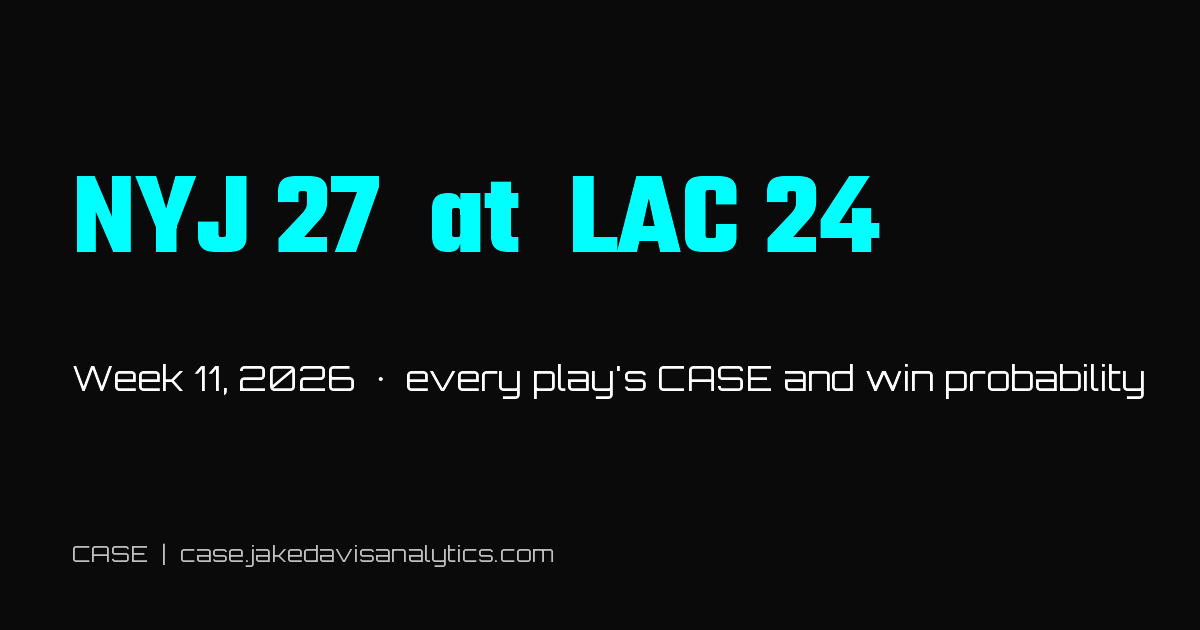 NYJ 27 at LAC 24
Week 11, 2026 · every play's CASE and win probability
CASE | case.jakedavisanalytics.com